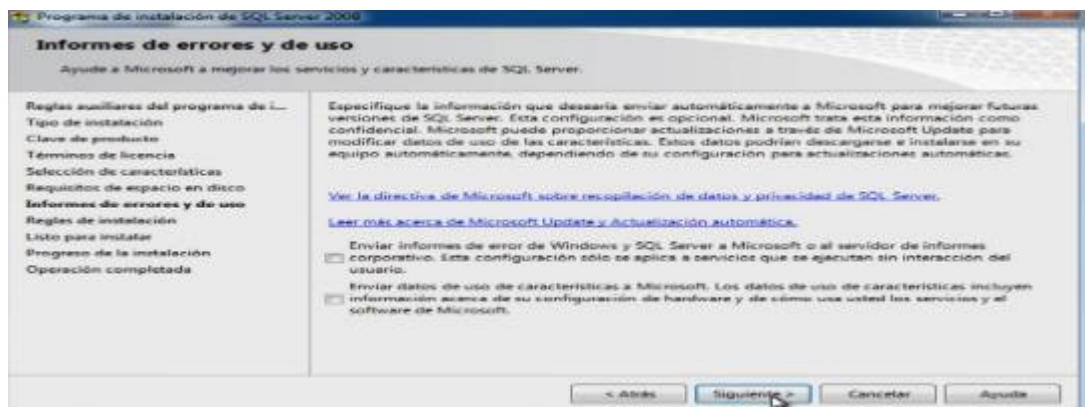 Programa de instalación de SQL Server 2008
Informes de errores y de uso
Ayude a Microsoft a mejorar los servicios y características de SQL Server.
Reglas auxiliares del programa de i...
Tipo de instalación
Clave de producto
Términos de licencia
Selección de características
Requisitos de espacio en disco
Informes de errores y de uso
Reglas de instalación
Listo para instalar
Progreso de la instalación
Operación completada
Especifique la información que desearía enviar automáticamente a Microsoft para mejorar futuras
versiones de SQL Server. Esta configuración es opcional. Microsoft trata esta información como
confidencial. Microsoft puede proporcionar actualizaciones a través de Microsoft Update para
modificar datos de uso de las características. Estos datos podrían descargarse e instalarse en su
equipo automáticamente, dependiendo de su configuración para actualizaciones automáticas.
Ver la directiva de Microsoft sobre recopilación de datos y privacidad de SQL Server.
Leer más acerca de Microsoft Update y Actualización automática.
Enviar informes de error de Windows y SQL Server a Microsoft o al servidor de informes
corporativo. Esta configuración sólo se aplica a servicios que se ejecutan sin interacción del
usuario.
Enviar datos de uso de características a Microsoft. Los datos de uso de características incluyen
información acerca de su configuración de hardware y de cómo usa usted los servicios y el
software de Microsoft.
< Atrás
Siguiente >
Cancelar
Ayuda